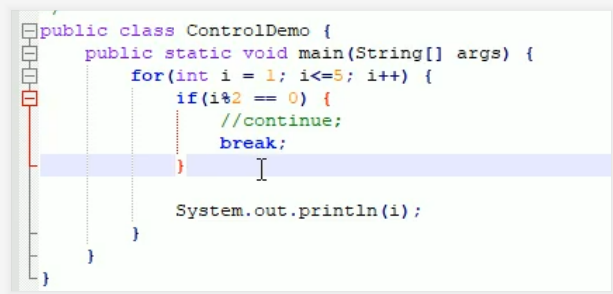 public class ControlDemo {
public static void main(String[] args) {
for(int i = 1; i<=5; i++) {
if(i%2 == 0) {
//continue;
break;
}
System.out.println(i);
}
}
}